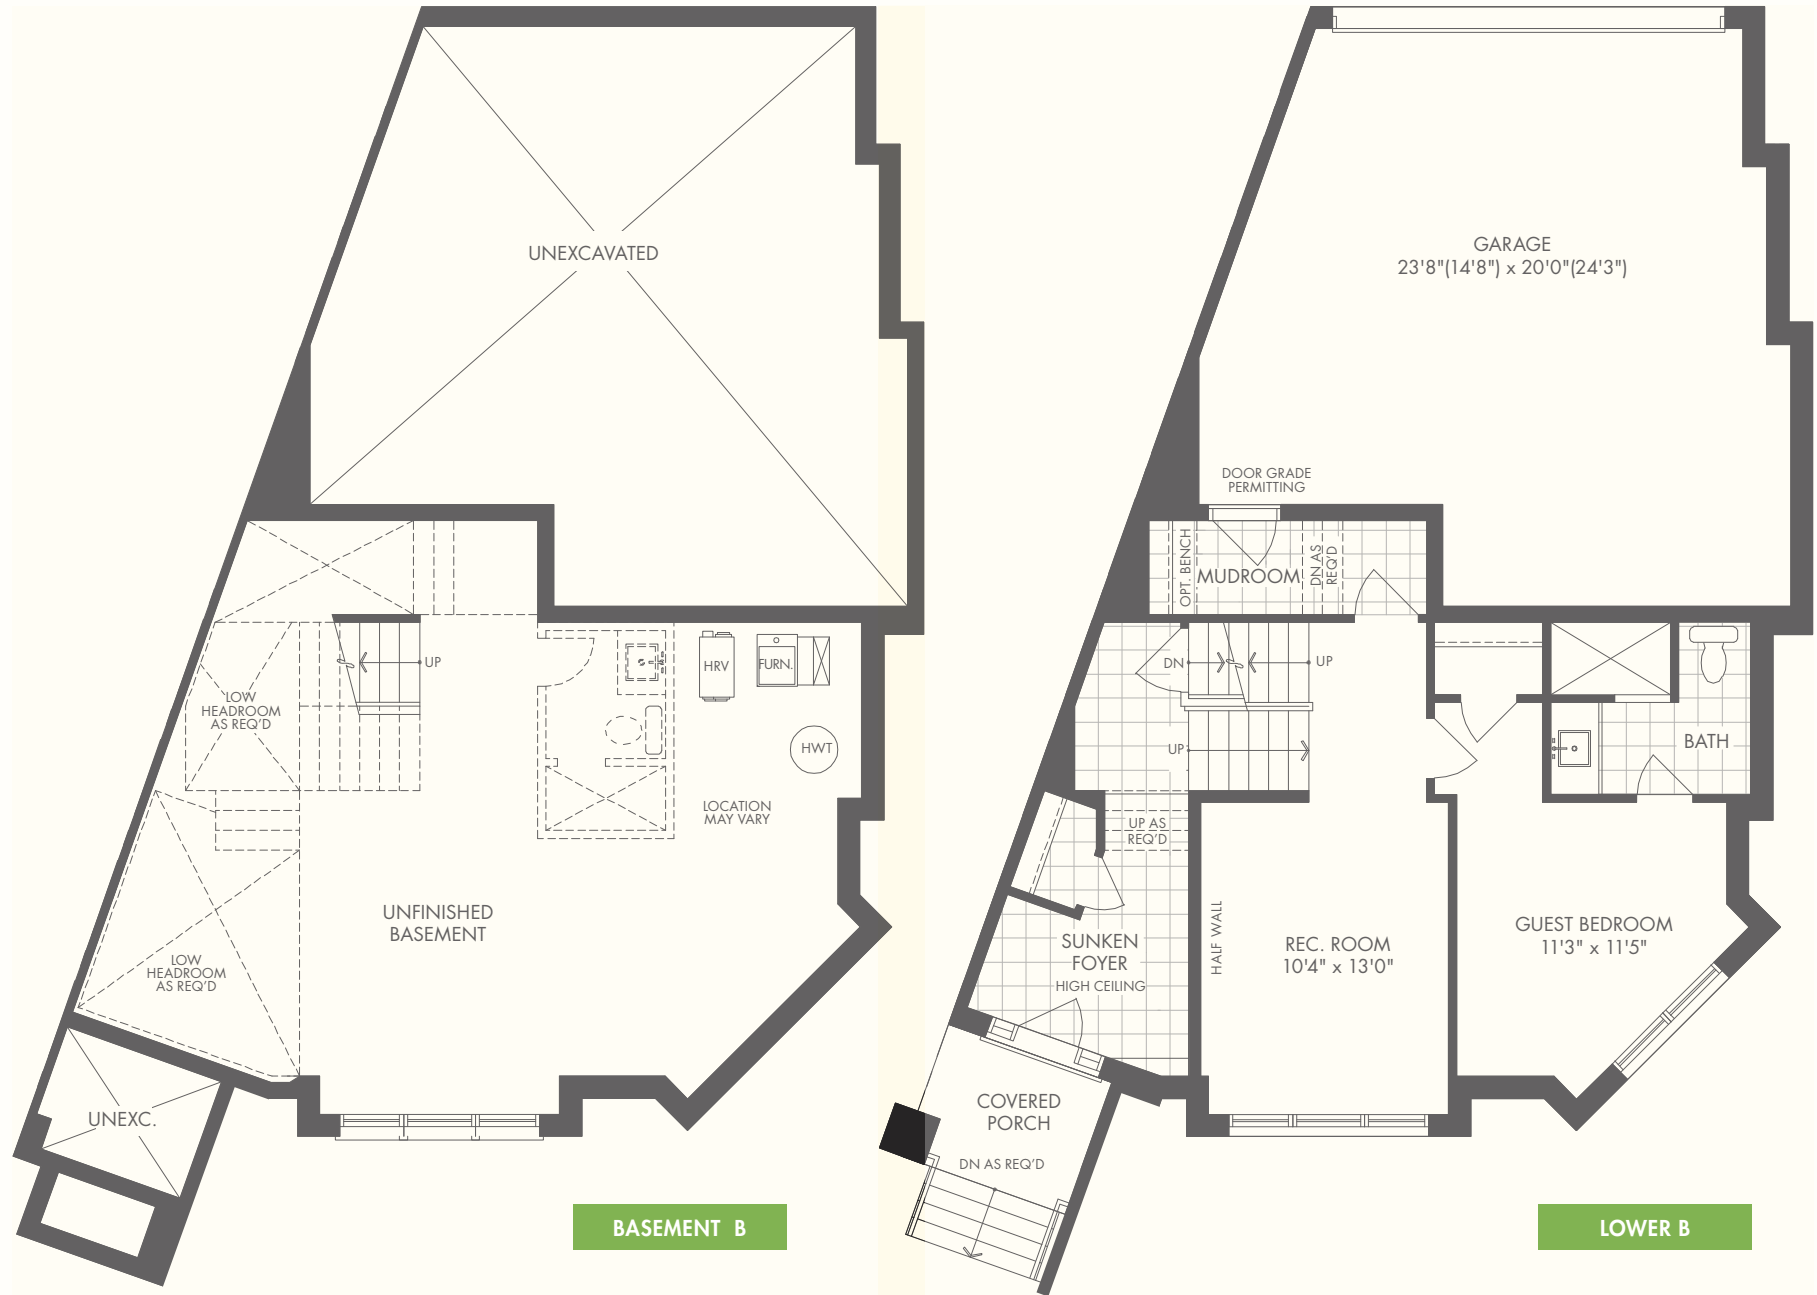 UNEXCAVATED
UP
LOW
HEADROOM
AS REQ'D
HRV
FURN.
HWT
LOCATION
MAY VARY
UNFINISHED
BASEMENT
LOW
HEADROOM
AS REQ'D
UNEXC.
BASEMENT B
GARAGE
23'8"(14'8") x 20'0"(24'3")
DOOR GRADE
PERMITTING
OPT. BENCH
MUDROOM
DN AS
REQ'D
DN
UP
UP
BATH
UP AS
REQ'D
SUNKEN
FOYER
HIGH CEILING
HALF WALL
REC. ROOM
10'4" x 13'0"
GUEST BEDROOM
11'3" x 11'5"
COVERED
PORCH
DN AS REQ'D
LOWER B